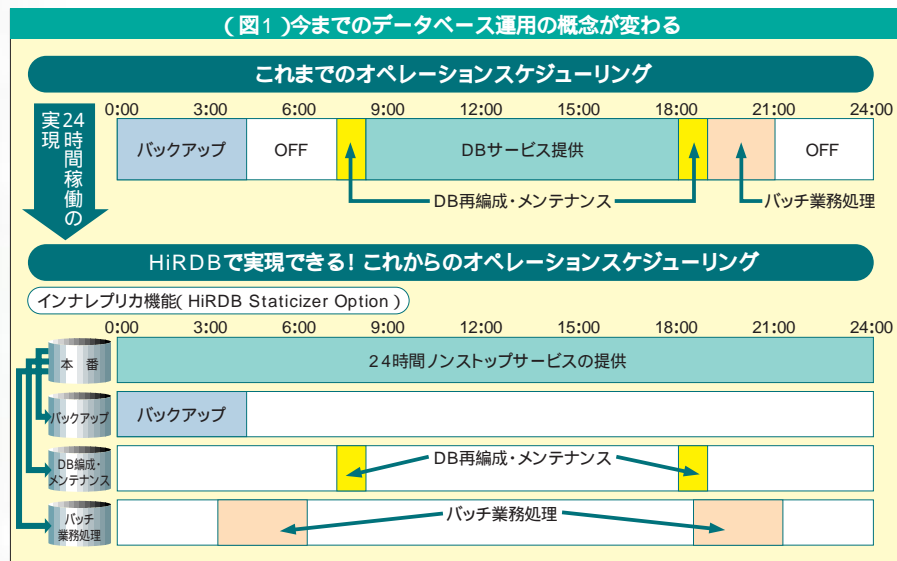 (図1)今までのデータベース運用の概念が変わる
これまでのオペレーションスケジューリング
24時間稼働の
実現
0:00 3:00 6:00 9:00 12:00 15:00 18:00 21:00 24:00
バックアップ OFF DBサービス提供 OFF
DB再編成・メンテナンス バッチ業務処理
HiRDBで実現できる!これからのオペレーションスケジューリング
インナレプリカ機能(HiRDB Staticizer Option)
0:00 3:00 6:00 9:00 12:00 15:00 18:00 21:00 24:00
本番 24時間ノンストップサービスの提供
バックアップ バックアップ
DB編成・
メンテナンス
DB再編成・メンテナンス
バッチ
業務処理
バッチ業務処理